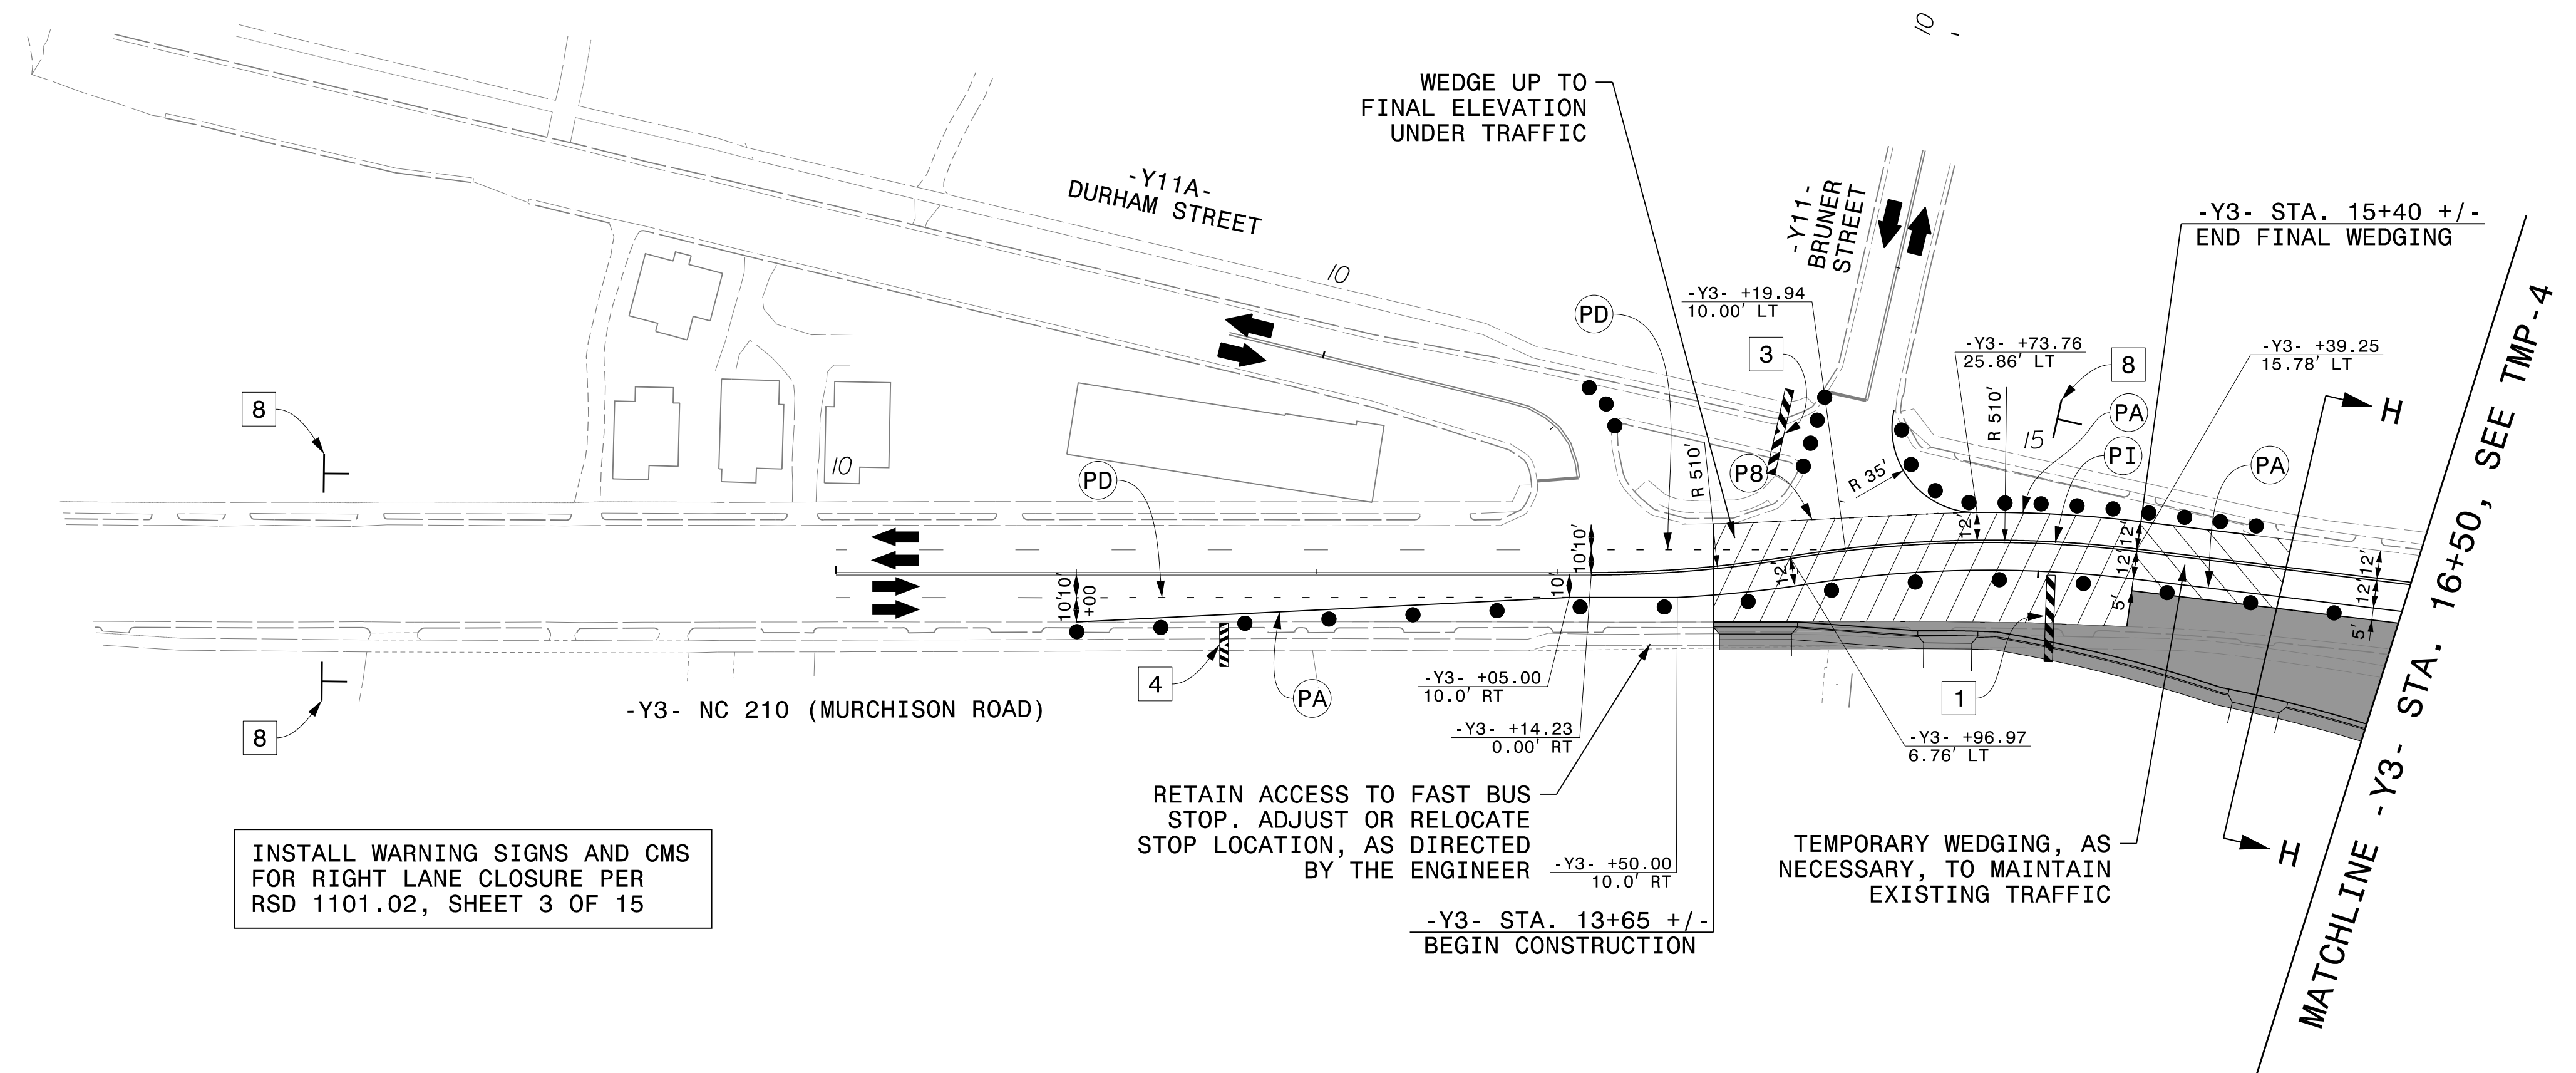 10
WEDGE UP TO
FINAL ELEVATION
UNDER TRAFFIC
-Y11A-
DURHAM STREET
-Y11-
BRUNER
STREET
-Y3- STA. 15+40 +/-
END FINAL WEDGING
10
PD
-Y3- +19.94
10.00' LT
3
-Y3- +73.76
25.86' LT
8
-Y3- +39.25
15.78' LT
8
PA
R 510'
H
15
10
PD
R 510'
P8
R 35'
PI
PA
12'
12'
12'
12'
12'
12'
5'
5'
10'
10'
10'
10'
+00
10'
4
PA
-Y3- +05.00
10.0' RT
1
8
-Y3- NC 210 (MURCHISON ROAD)
-Y3- +14.23
0.00' RT
-Y3- +96.97
6.76' LT
RETAIN ACCESS TO FAST BUS
STOP. ADJUST OR RELOCATE
STOP LOCATION, AS DIRECTED
BY THE ENGINEER
-Y3- +50.00
10.0' RT
TEMPORARY WEDGING, AS
NECESSARY, TO MAINTAIN
EXISTING TRAFFIC
H
INSTALL WARNING SIGNS AND CMS
FOR RIGHT LANE CLOSURE PER
RSD 1101.02, SHEET 3 OF 15
-Y3- STA. 13+65 +/-
BEGIN CONSTRUCTION
MATCHLINE -Y3- STA. 16+50, SEE TMP-4